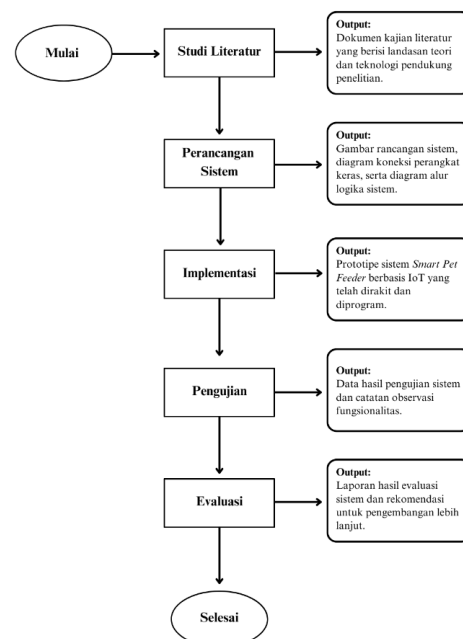 Mulai
Studi Literatur
Output:
Dokumen kajian literatur
yang berisi landasan teori
dan teknologi pendukung
penelitian.
Perancangan
Sistem
Output:
Gambar rancangan sistem,
diagram koneksi perangkat
keras, serta diagram alur
logika sistem.
Implementasi
Output:
Prototipe sistem Smart Pet
Feeder berbasis IoT yang
telah dirakit dan
diprogram.
Pengujian
Output:
Data hasil pengujian sistem
dan catatan observasi
fungsionalitas.
Evaluasi
Output:
Laporan hasil evaluasi
sistem dan rekomendasi
untuk pengembangan lebih
lanjut.
Selesai